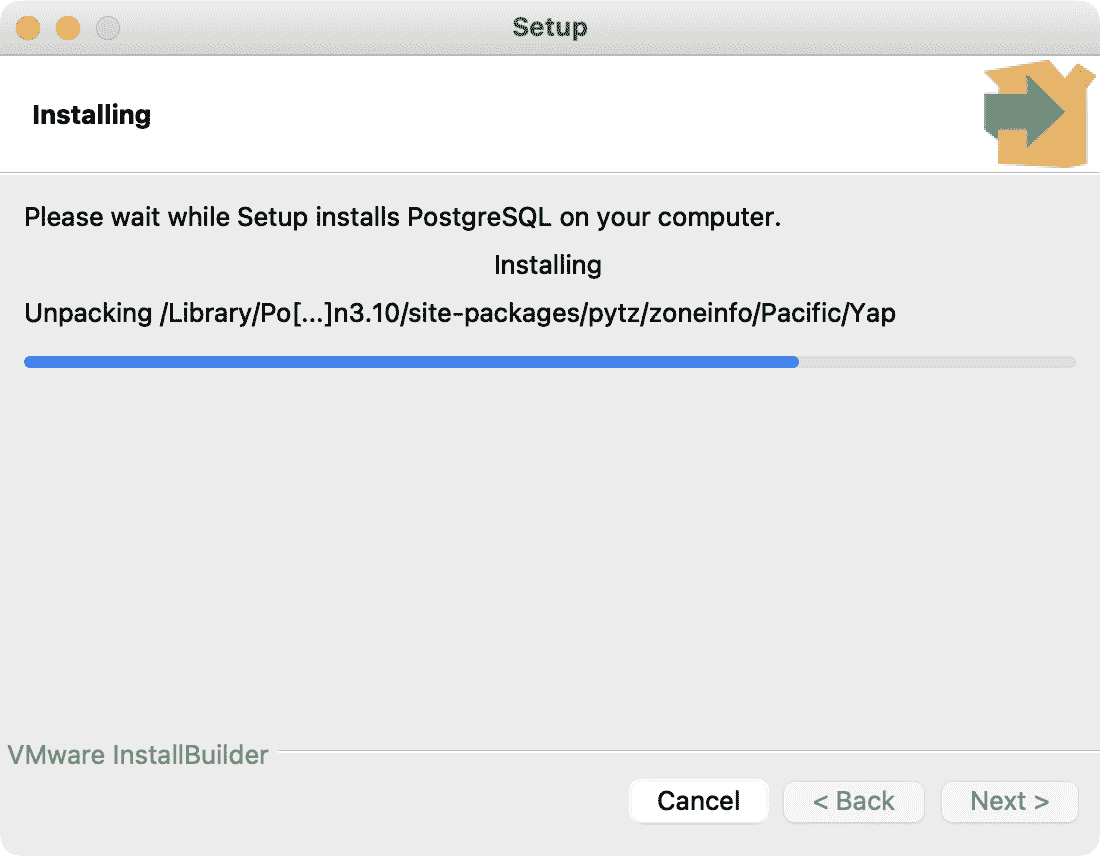 Setup
Installing
Please wait while Setup installs PostgreSQL on your computer.
Installing
Unpacking /Library/Po[...]n3.10/site-packages/pytz/zoneinfo/Pacific/Yap
VMware InstallBuilder
Cancel
< Back
Next >